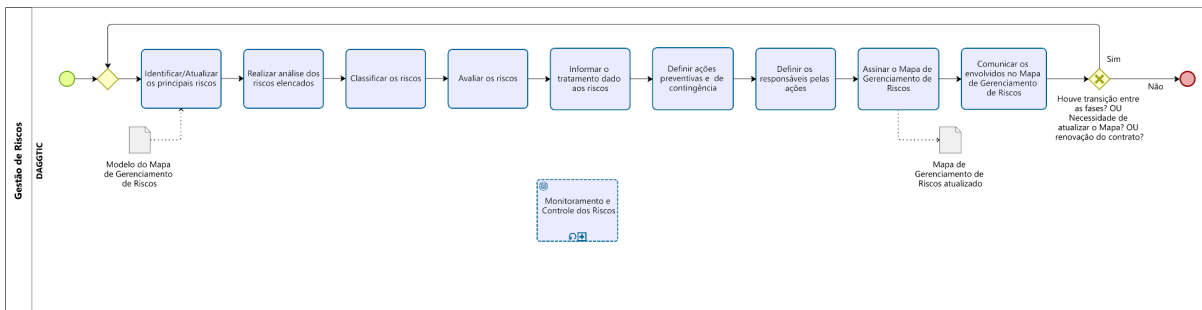 Gestão de Riscos
DAGGTIC
Identificar/Atualizar
os principais riscos
Realizar análise dos
riscos elencados
Classificar os riscos
Avaliar os riscos
Informar o
tratamento dado
aos riscos
Definir ações
preventivas e de
contingência
Definir os
responsáveis pelas
ações
Assinar o Mapa de
Gerenciamento de
Riscos
Comunicar os
envolvidos no Mapa
de Gerenciamento
de Riscos
Sim
Não
Houve transição entre
as fases? OU
Necessidade de
atualizar o Mapa? OU
renovação do contrato?
Modelo do Mapa
de Gerenciamento
de Riscos
Mapa de
Gerenciamento de
Riscos atualizado
Monitoramento e
Controle dos Riscos